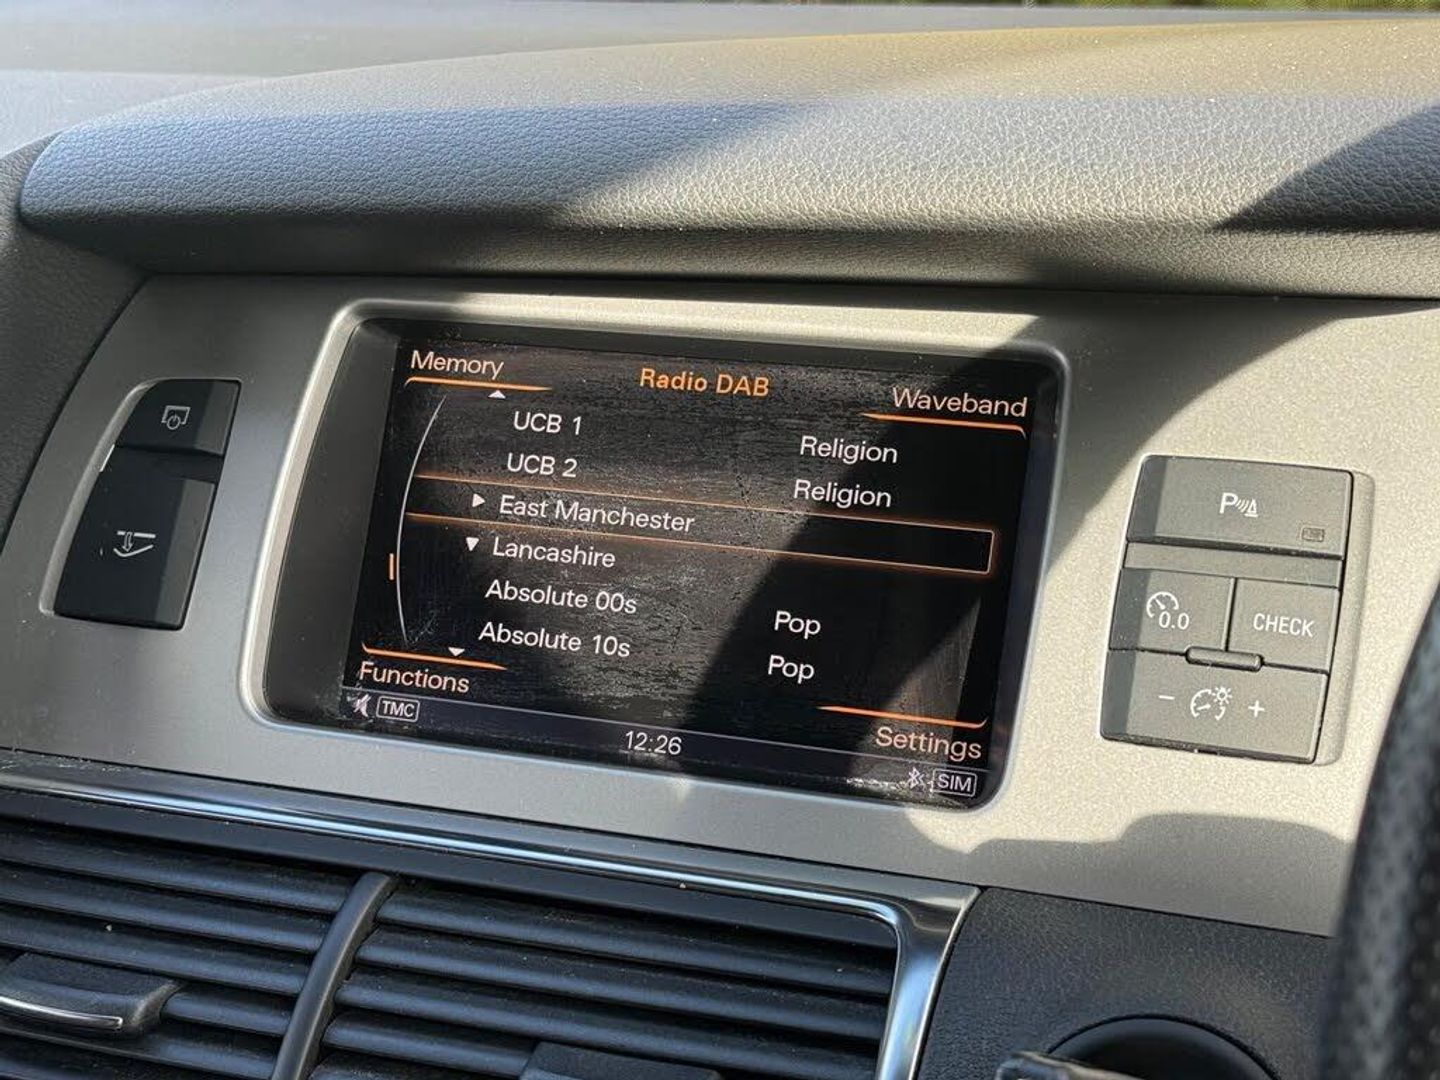 Memory
Radio DAB
Waveband
UCB 1 Religion
UCB 2 Religion
East Manchester
Lancashire
Absolute 00s Pop
Absolute 10s Pop
Functions
Settings
TMC
12:26
SIM
P
0.0
CHECK
- +